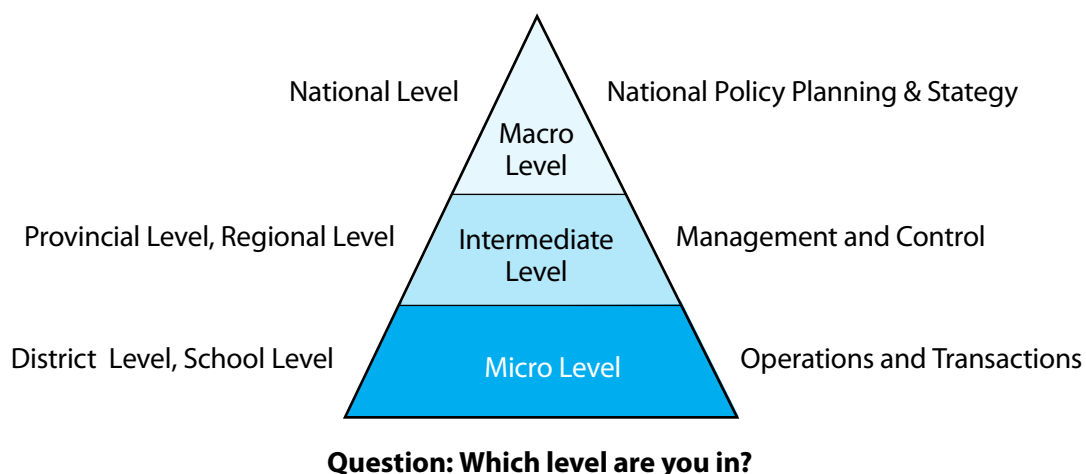 National Level
National Policy Planning & Stategy
Macro
Level
Provincial Level, Regional Level
Intermediate
Level
Management and Control
District Level, School Level
Micro Level
Operations and Transactions
Question: Which level are you in?